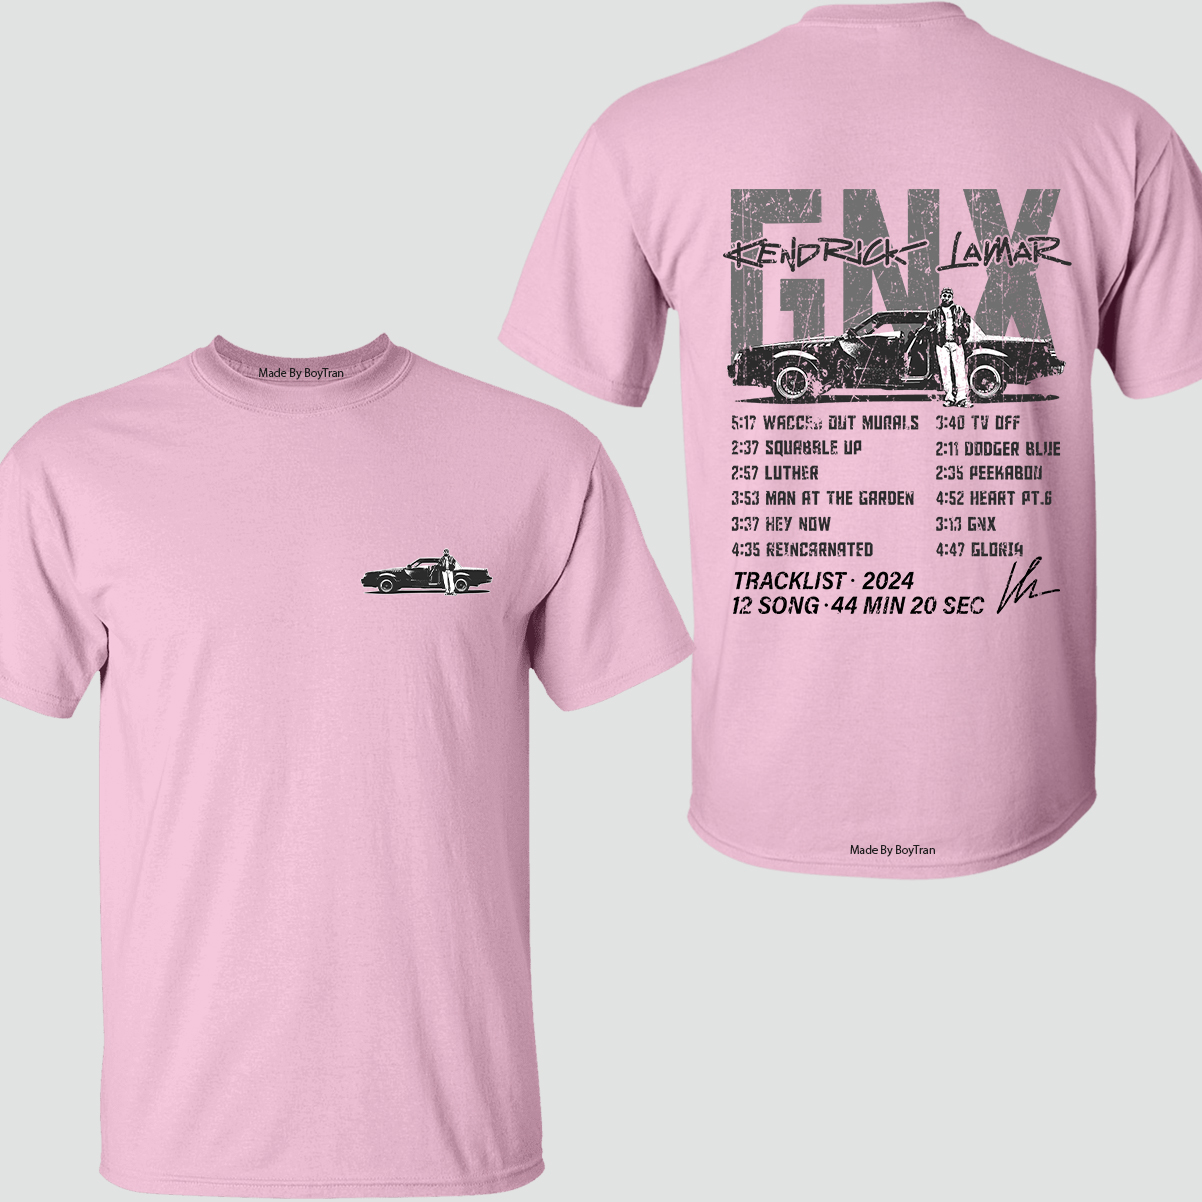 Made By BoyTran
GNX
KENDRICK LAMAR
5:17 WACCED OUT MURALS
2:37 SQUABBLE UP
2:57 LUTHER
3:53 MAN AT THE GARDEN
3:37 HEY NOW
4:35 REINCARNATED
3:40 TV OFF
2:11 DODGER BLUE
2:35 PEEKABOO
4:52 HEART PT.6
3:13 GNX
4:47 GLORIA
TRACKLIST · 2024
12 SONG · 44 MIN 20 SEC
Made By BoyTran